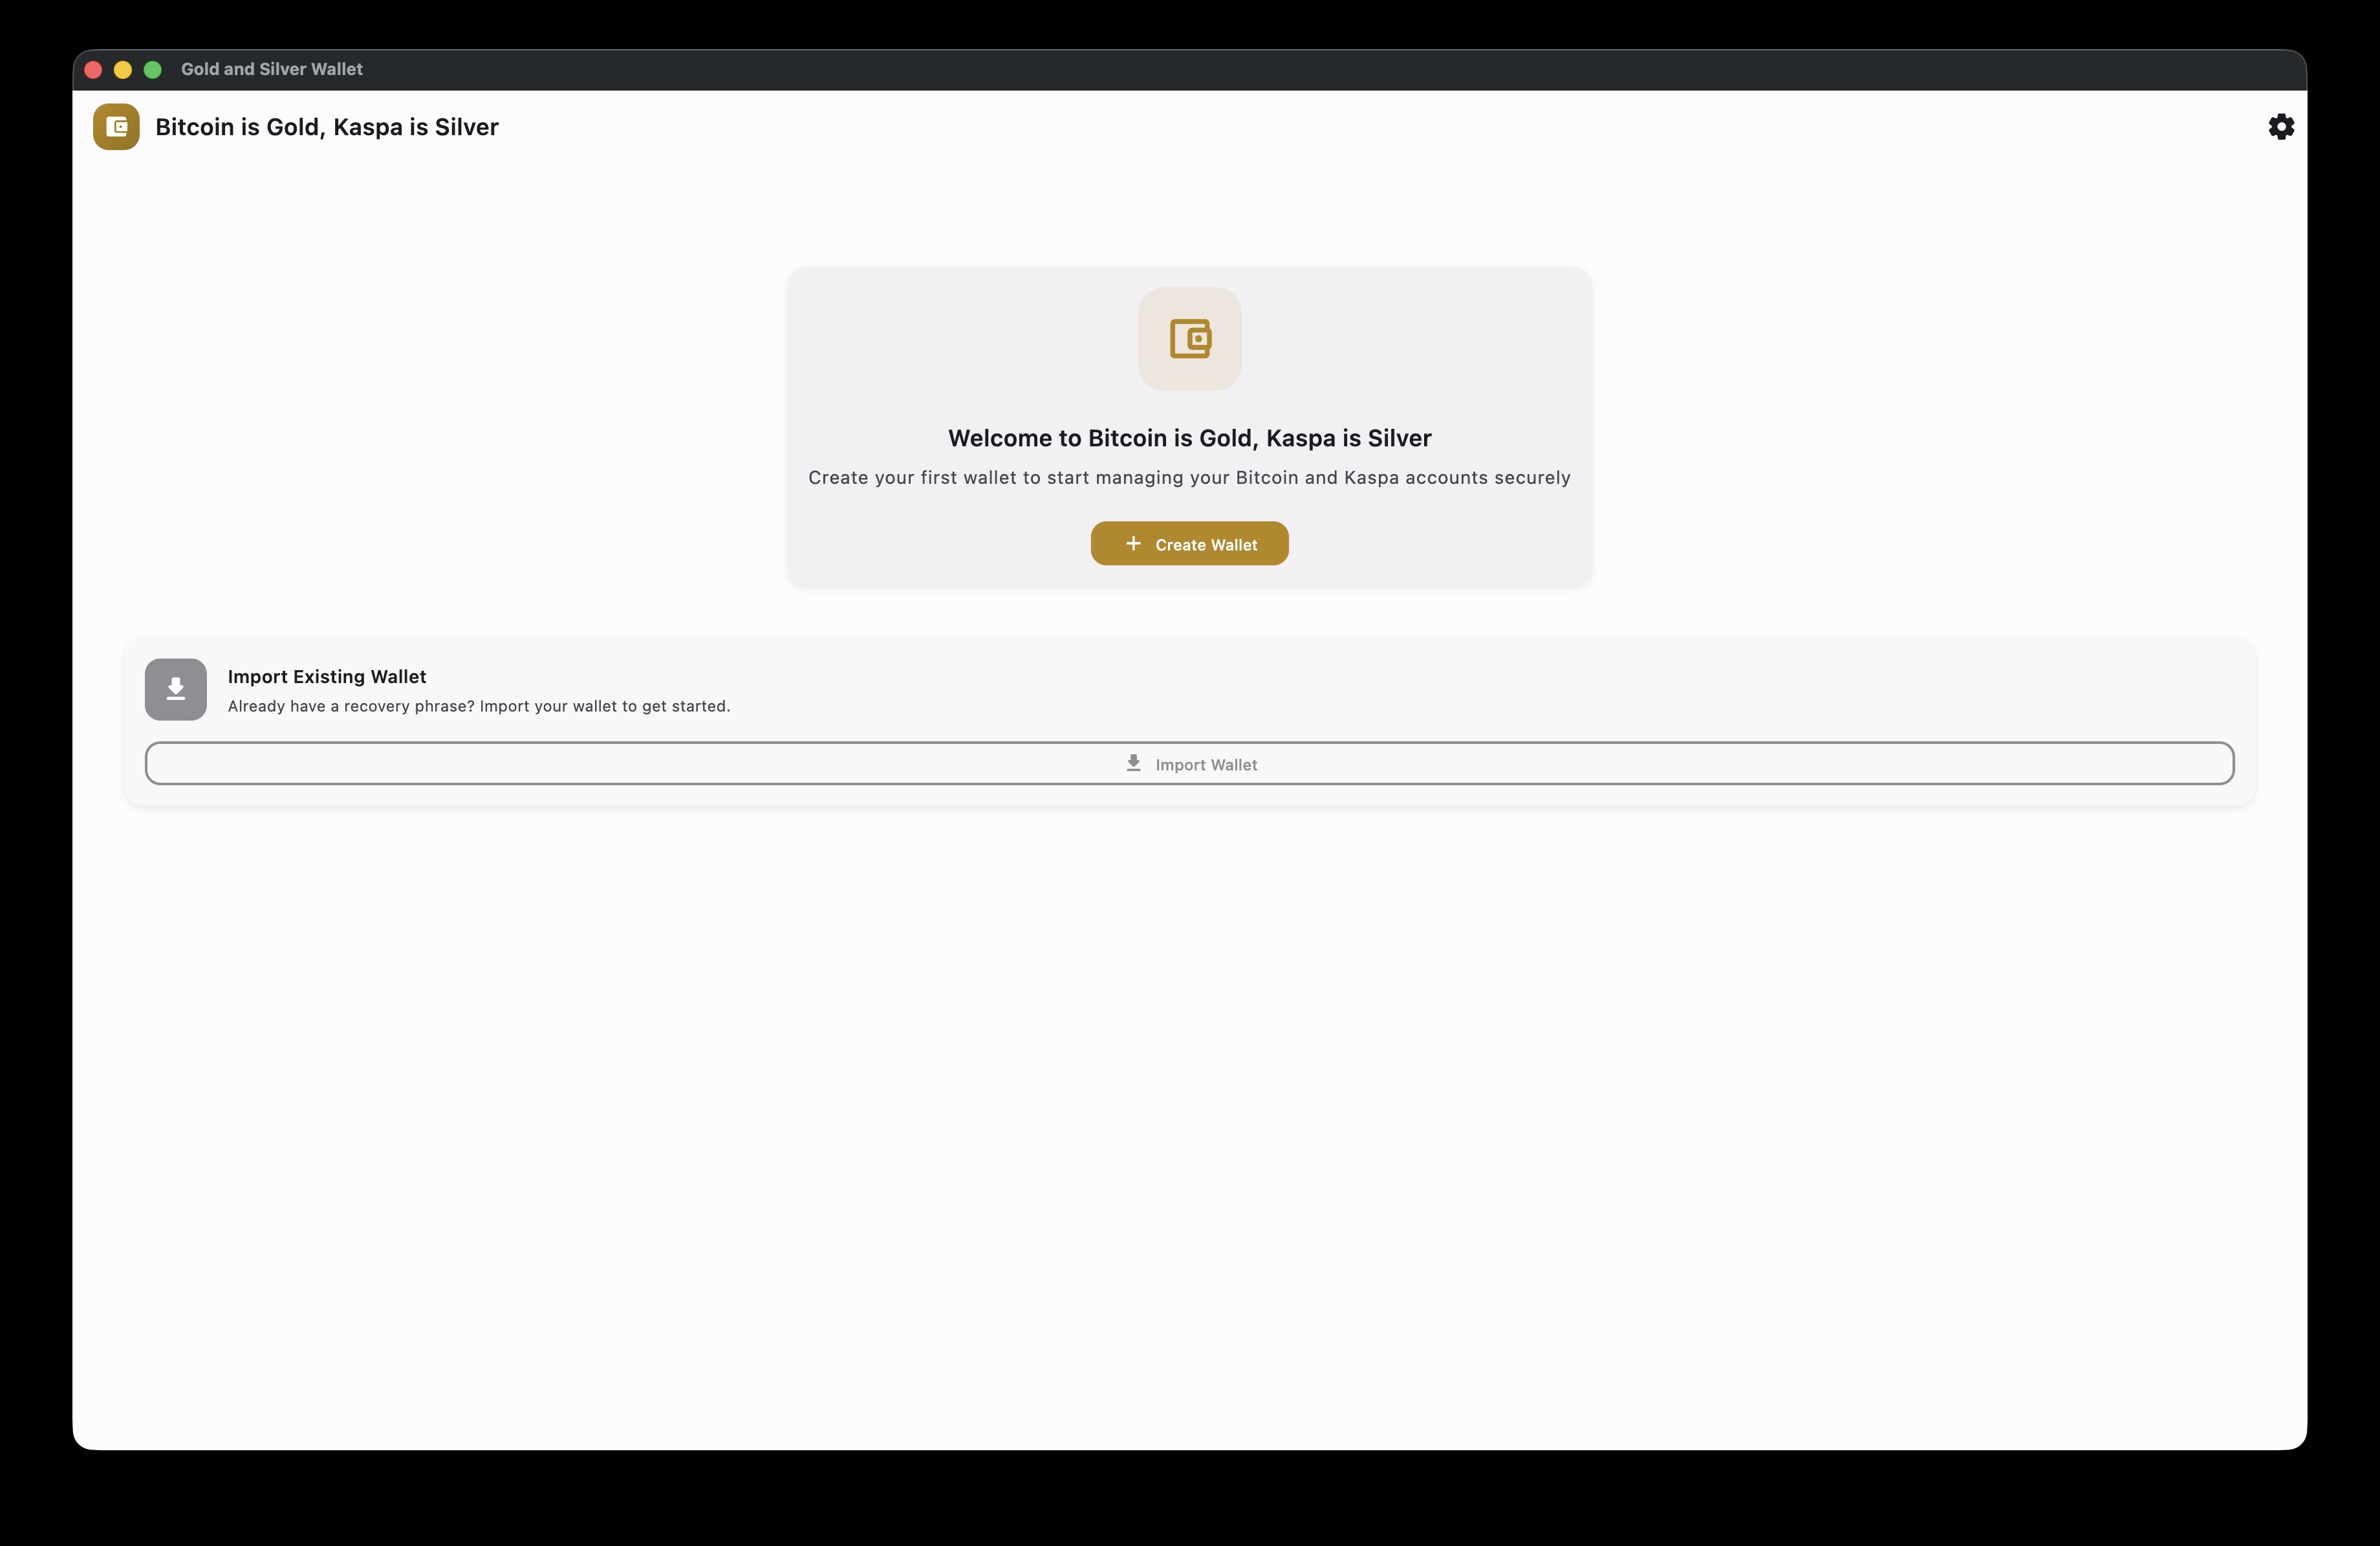 Gold and Silver Wallet
Bitcoin is Gold, Kaspa is Silver
Welcome to Bitcoin is Gold, Kaspa is Silver
Create your first wallet to start managing your Bitcoin and Kaspa accounts securely
Create Wallet
Import Existing Wallet
Already have a recovery phrase? Import your wallet to get started.
Import Wallet